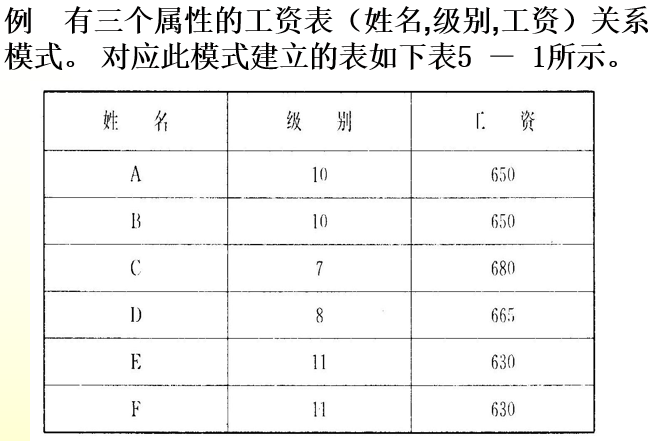 例 有三个属性的工资表（姓名,级别,工资）关系
模式。 对应此模式建立的表如下表5 － 1所示。
姓 名 级 别 工 资
A 10 650
B 10 650
C 7 680
D 8 665
E 11 630
F 11 630